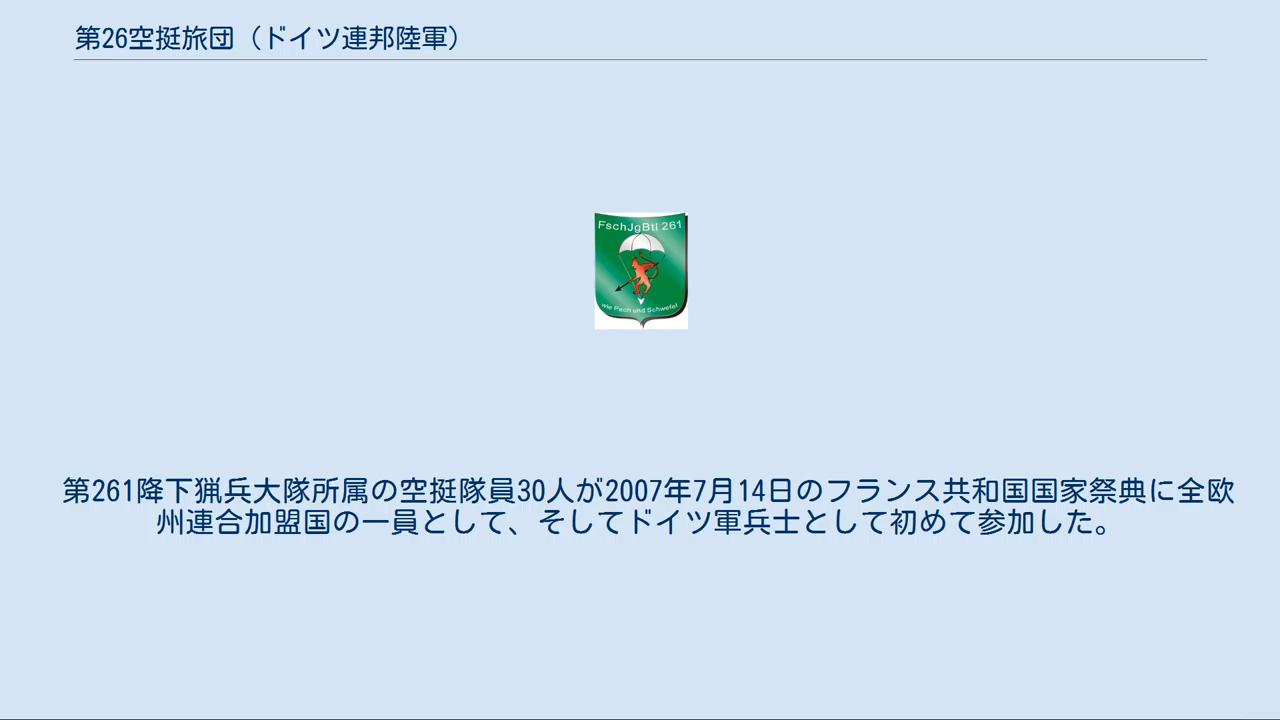 第26空挺旅団（ドイツ連邦陸軍）
FschJgBtl 261
wie Pech und Schwefel
第261降下猟兵大隊所属の空挺隊員30人が2007年7月14日のフランス共和国国家祭典に全欧
州連合加盟国の一員として、そしてドイツ軍兵士として初めて参加した。